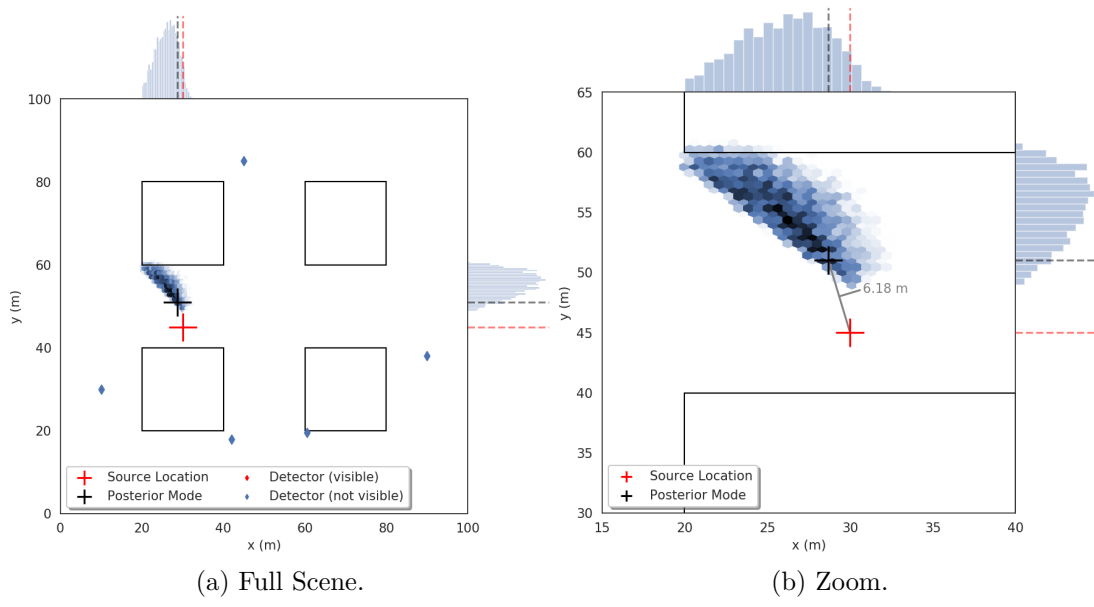 100
80
60
40
20
0
y (m)
0
20
40
60
80
100
x (m)
Source Location
Posterior Mode
Detector (visible)
Detector (not visible)
(a) Full Scene.
65
60
55
50
45
40
35
30
y (m)
6.18 m
15
20
25
30
35
40
x (m)
Source Location
Posterior Mode
(b) Zoom.